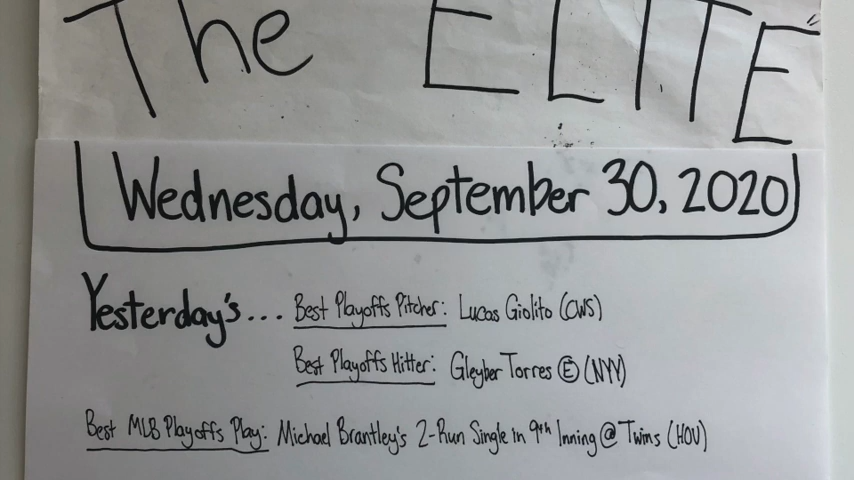 The ELITE
Wednesday, September 30, 2020
Yesterday's... Best Playoffs Pitcher: Lucas Giolito (CWS)
Best Playoffs Hitter: Gleyber Torres Ⓔ (NYY)
Best MLB Playoffs Play: Michael Brantley's 2-Run Single in 9th Inning @ Twins (HOU)